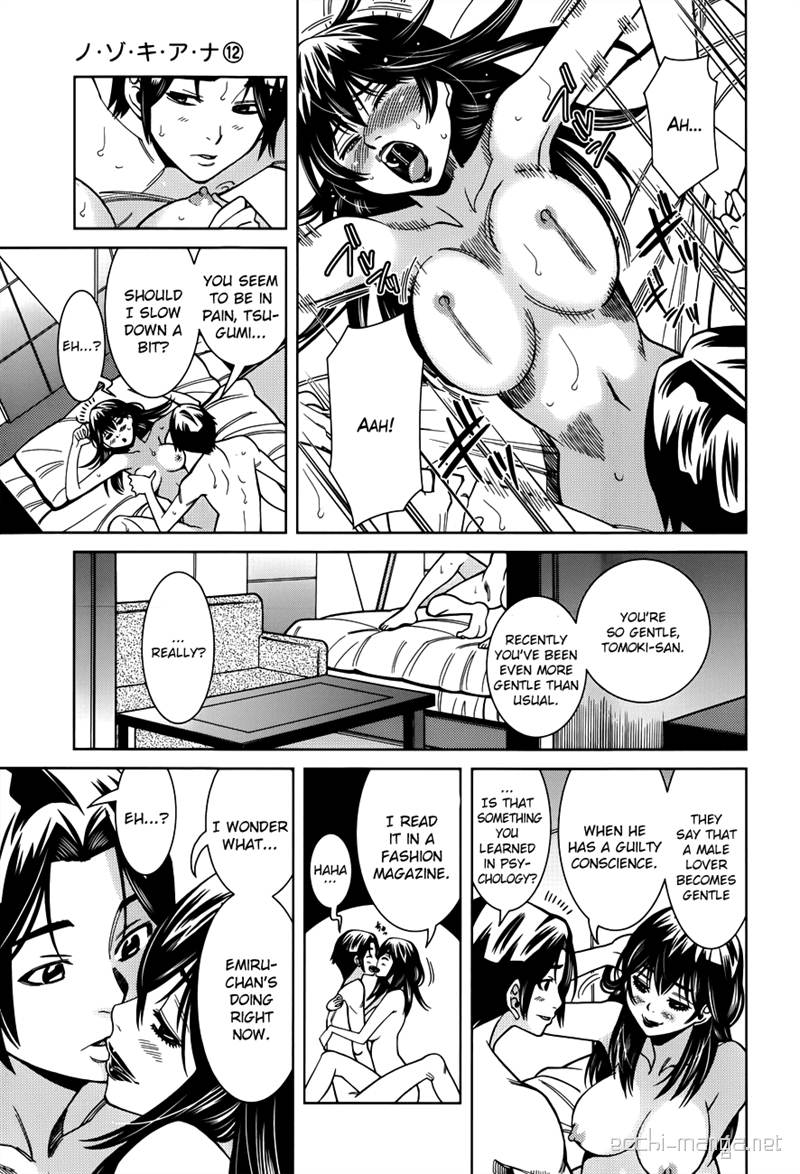 ノ・ゾ・キ・ア・ナ⑫
AH...
AAH!
YOU SEEM
TO BE IN
PAIN, TSU-
GUMI...
SHOULD
I SLOW
DOWN A
BIT?
EH...?
YOU'RE
SO GENTLE,
TOMOKI-SAN.
RECENTLY
YOU'VE BEEN
EVEN MORE
GENTLE THAN
USUAL.
...
REALLY?
THEY
SAY THAT
A MALE
LOVER
BECOMES
GENTLE
WHEN HE
HAS A GUILTY
CONSCIENCE.
...
IS THAT
SOMETHING
YOU
LEARNED
IN PSY-
CHOLOGY?
I READ
IT IN A
FASHION
MAGAZINE.
HAHA
...
I WONDER
WHAT...
EMIRU-
CHAN'S
DOING
RIGHT
NOW.
EH...?
ecchi-manga.net